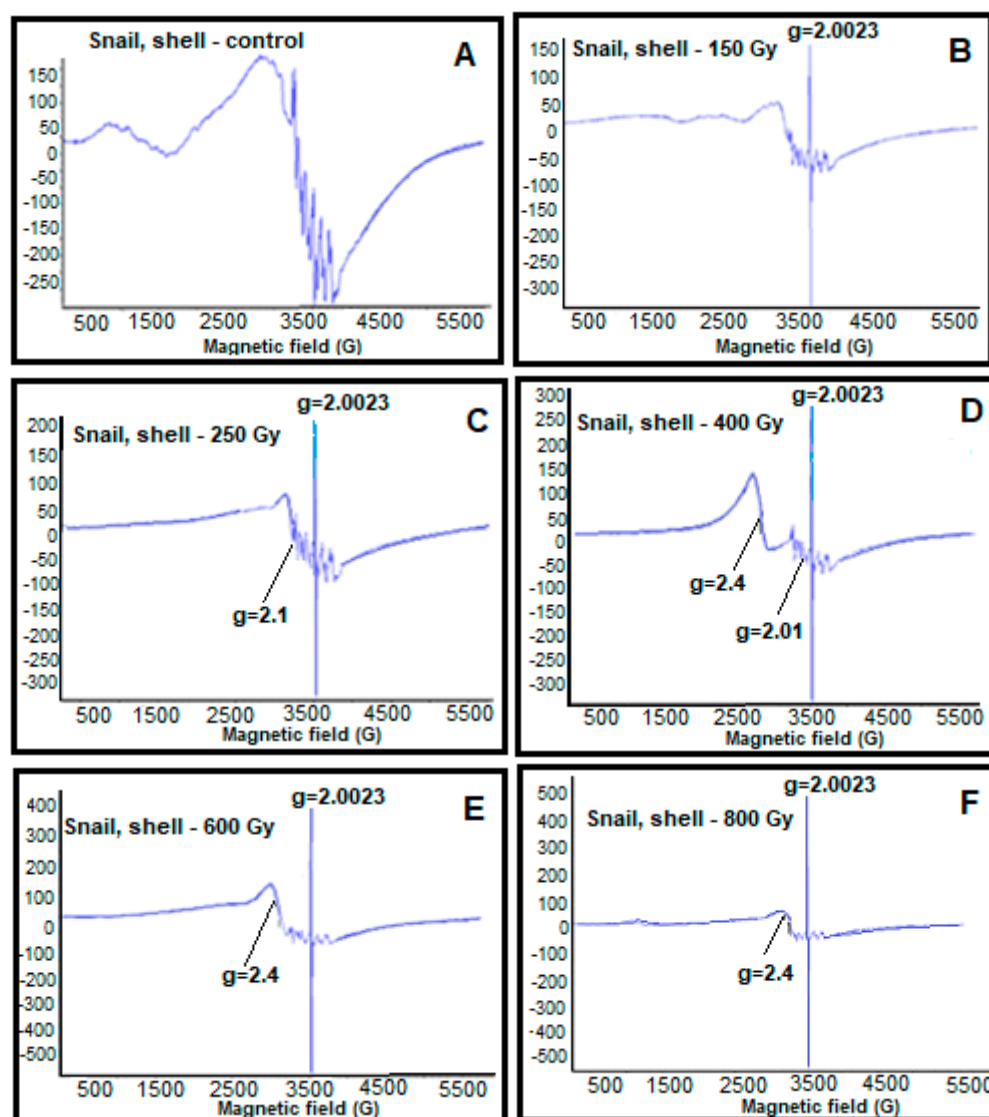 Snail, shell - control
A
150
100
50
0
-50
-100
-150
-200
-250
500 1500 2500 3500 4500 5500
Magnetic field (G)
g=2.0023
Snail, shell - 150 Gy
B
150
100
50
0
-50
-100
-150
-200
-300
500 1500 2500 3500 4500 5500
Magnetic field (G)
g=2.0023
Snail, shell - 250 Gy
C
200
150
100
50
0
-50
-100
-150
-200
-250
-300
g=2.1
500 1500 2500 3500 4500 5500
Magnetic field (G)
g=2.0023
Snail, shell - 400 Gy
D
300
250
200
150
100
50
0
-50
-100
-150
-200
-250
-300
g=2.4
g=2.01
500 1500 2500 3500 4500 5500
Magnetic field (G)
g=2.0023
Snail, shell - 600 Gy
E
400
300
200
100
0
-100
-200
-300
-400
-500
g=2.4
500 1500 2500 3500 4500 5500
Magnetic field (G)
g=2.0023
Snail, shell - 800 Gy
F
500
400
300
200
100
0
-100
-200
-300
-400
-500
g=2.4
500 1500 2500 3500 4500 5500
Magnetic field (G)